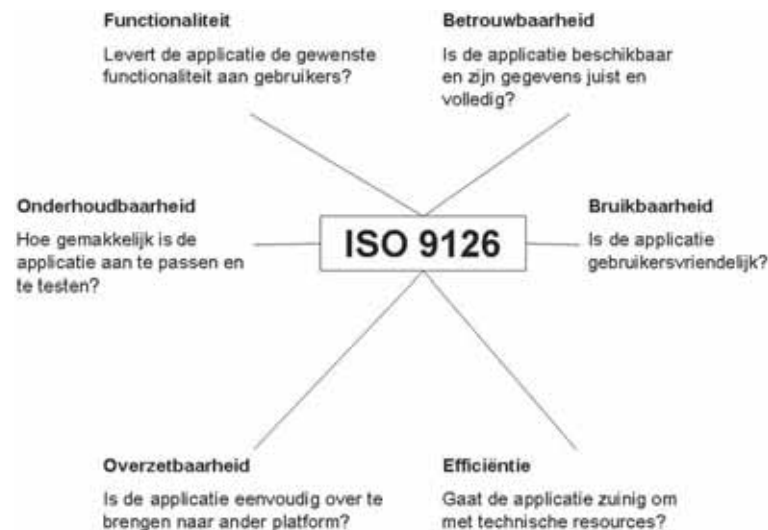 Functionaliteit
Levert de applicatie de gewenste
functionaliteit aan gebruikers?
Betrouwbaarheid
Is de applicatie beschikbaar
en zijn gegevens juist en
volledig?
Onderhoudbaarheid
Hoe gemakkelijk is de
applicatie aan te passen en
te testen?
ISO 9126
Bruikbaarheid
Is de applicatie
gebruikersvriendelijk?
Overzetbaarheid
Is de applicatie eenvoudig over te
brengen naar ander platform?
Efficiëntie
Gaat de applicatie zuinig om
met technische resources?